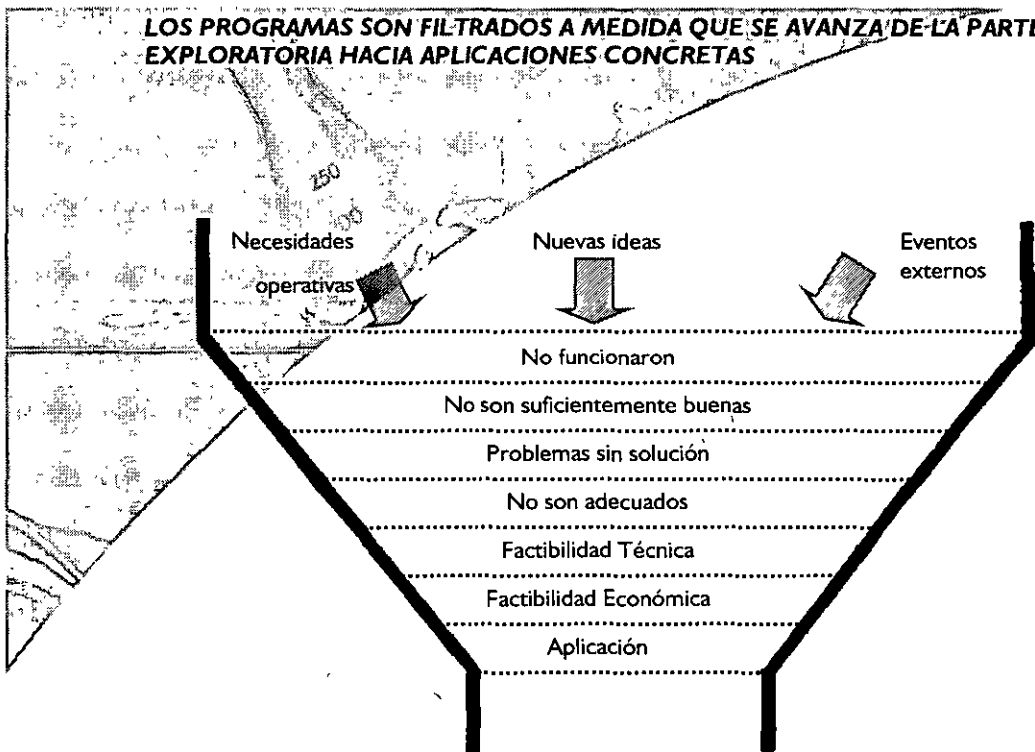 LOS PROGRAMAS SON FILTRADOS A MEDIDA QUE SE AVANZA DE LA PARTE
EXPLORATORIA HACIA APLICACIONES CONCRETAS
250
Necesidades
operativas
Nuevas ideas
Eventos
externos
No funcionaron
No son suficientemente buenas
Problemas sin solución
No son adecuados
Factibilidad Técnica
Factibilidad Económica
Aplicación